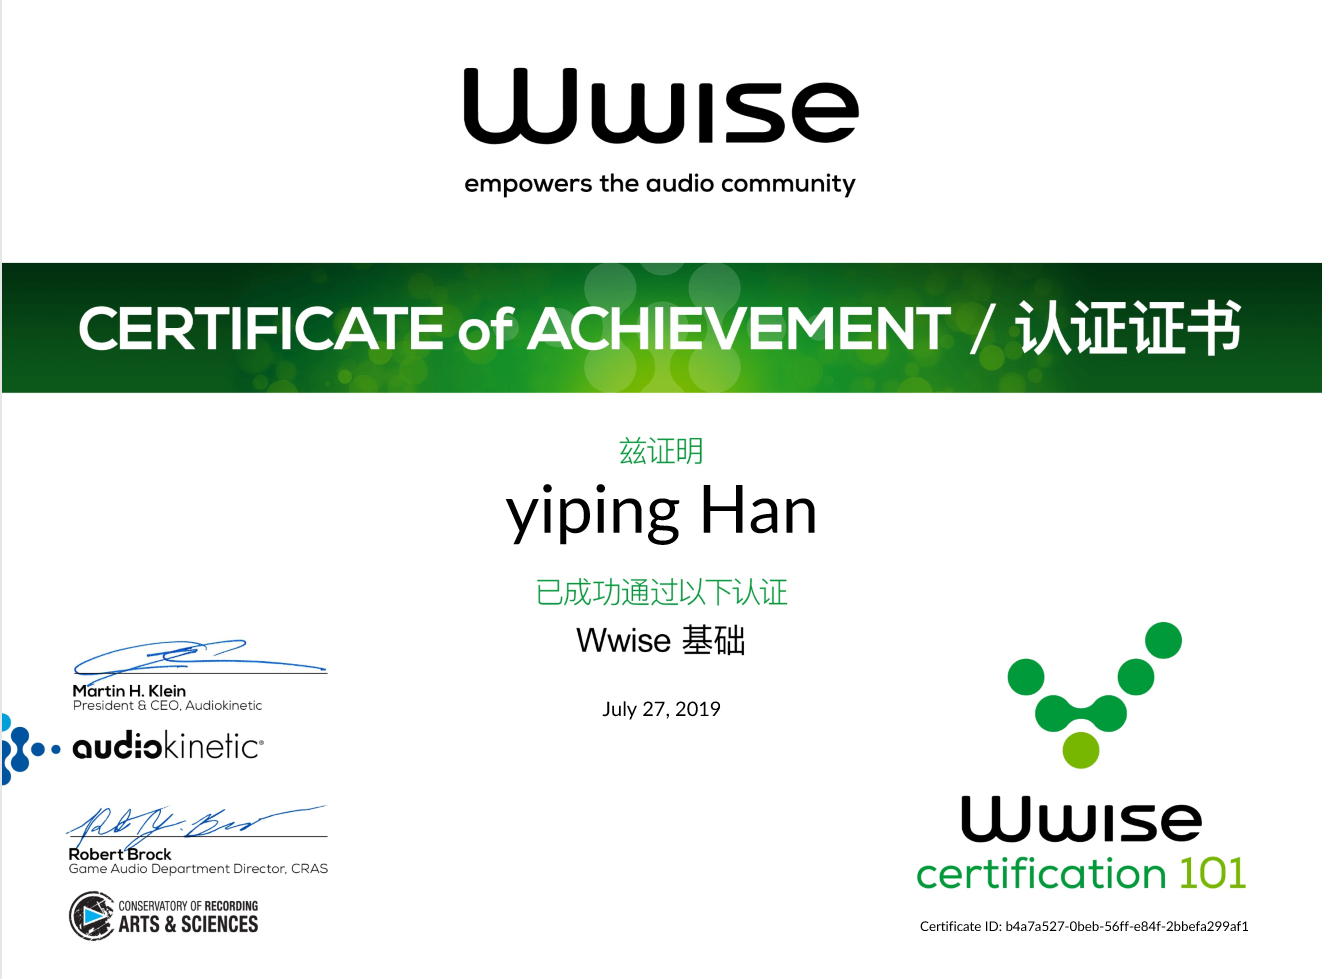 Wwise
empowers the audio community
CERTIFICATE of ACHIEVEMENT / 认证证书
兹证明
yiping Han
已成功通过以下认证
Wwise 基础
July 27, 2019
Martin H. Klein
President & CEO, Audiokinetic
audiokinetic®
Robert Brock
Game Audio Department Director, CRAS
CONSERVATORY OF RECORDING
ARTS & SCIENCES
Wwise
certification 101
Certificate ID: b4a7a527-0beb-56ff-e84f-2bbefa299af1